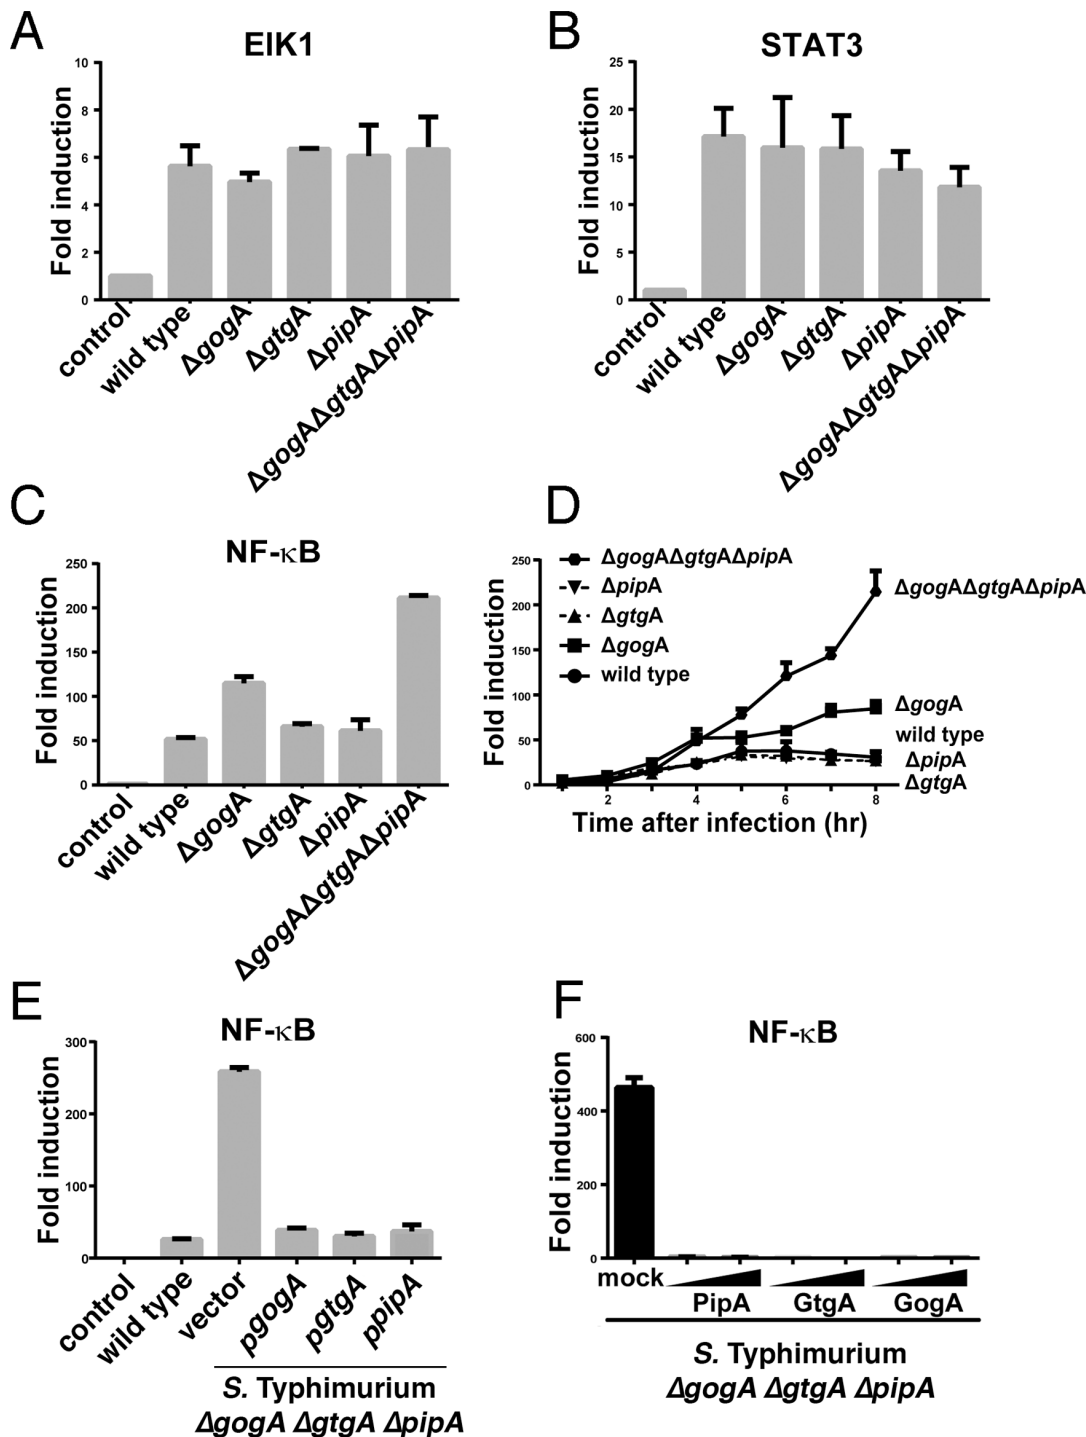 A
EIK1
Fold induction
10
8
6
4
2
0
control
wild type
ΔgogA
ΔgtgA
ΔpipA
ΔgogAΔgtgAΔpipA
B
STAT3
Fold induction
25
20
15
10
5
0
control
wild type
ΔgogA
ΔgtgA
ΔpipA
ΔgogAΔgtgAΔpipA
C
NF-κB
Fold induction
250
200
150
100
50
0
control
wild type
ΔgogA
ΔgtgA
ΔpipA
ΔgogAΔgtgAΔpipA
D
Fold induction
250
200
150
100
50
0
ΔgogAΔgtgAΔpipA
ΔpipA
ΔgtgA
ΔgogA
wild type
ΔgogAΔgtgAΔpipA
ΔgogA
wild type
ΔpipA
ΔgtgA
2 4 6 8
Time after infection (hr)
E
NF-κB
Fold induction
300
200
100
0
control
wild type
vector
pgogA
pgtgA
ppipA
S. Typhimurium
ΔgogA ΔgtgA ΔpipA
F
NF-κB
Fold induction
600
400
200
0
mock
PipA GtgA GogA
S. Typhimurium
ΔgogA ΔgtgA ΔpipA